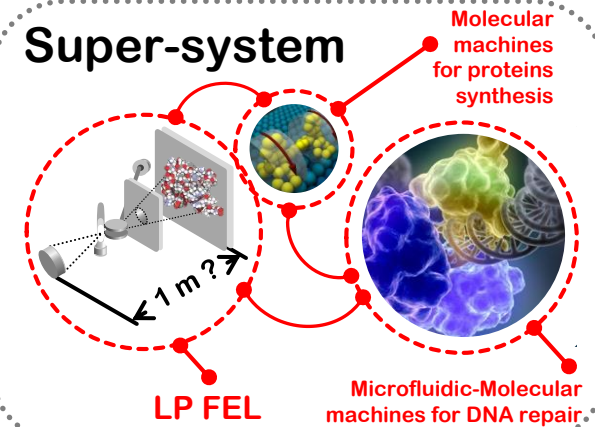 Super-system
Molecular
machines
for proteins
synthesis
1 m ?
LP FEL
Microfluidic-Molecular
machines for DNA repair